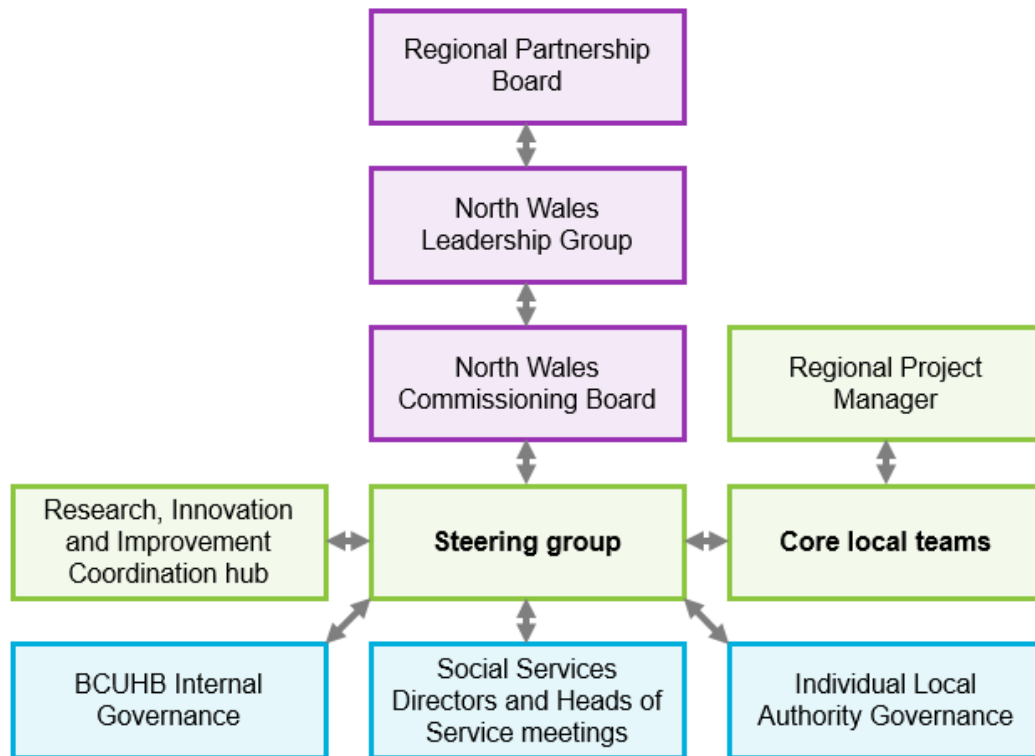 Regional Partnership
Board
North Wales
Leadership Group
North Wales
Commissioning Board
Regional Project
Manager
Research, Innovation
and Improvement
Coordination hub
Steering group
Core local teams
BCUHB Internal
Governance
Social Services
Directors and Heads of
Service meetings
Individual Local
Authority Governance